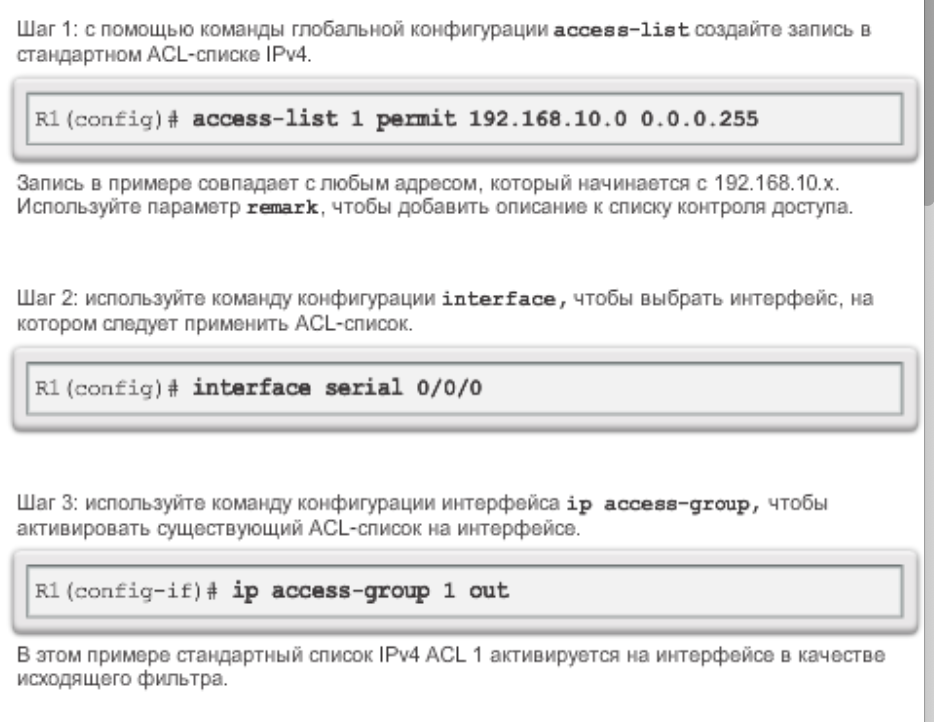 Шаг 1: с помощью команды глобальной конфигурации access-list создайте запись в
стандартном ACL-списке IPv4.
R1(config)# access-list 1 permit 192.168.10.0 0.0.0.255
Запись в примере совпадает с любым адресом, который начинается с 192.168.10.x.
Используйте параметр remark, чтобы добавить описание к списку контроля доступа.
Шаг 2: используйте команду конфигурации interface, чтобы выбрать интерфейс, на
котором следует применить ACL-список.
R1(config)# interface serial 0/0/0
Шаг 3: используйте команду конфигурации интерфейса ip access-group, чтобы
активировать существующий ACL-список на интерфейсе.
R1(config-if)# ip access-group 1 out
В этом примере стандартный список IPv4 ACL 1 активируется на интерфейсе в качестве
исходящего фильтра.